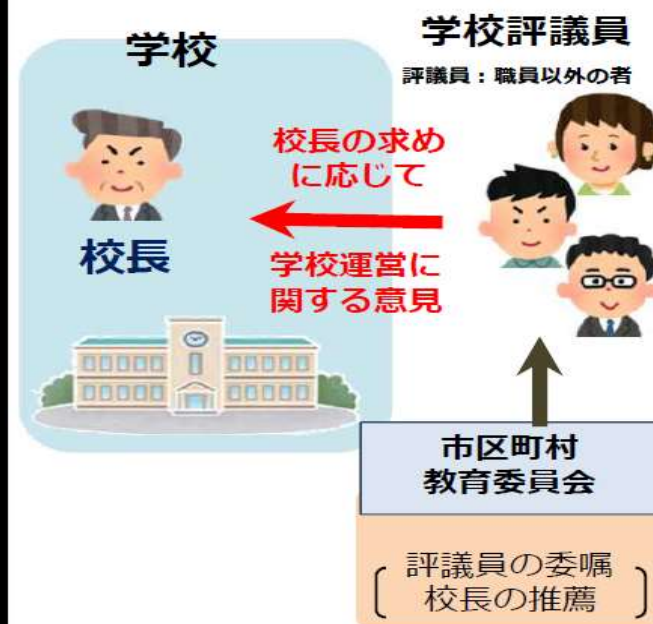 学校
校長
校長の求め
に応じて
学校運営に
関する意見
学校評議員
評議員：職員以外の者
市区町村
教育委員会
評議員の委嘱
校長の推薦